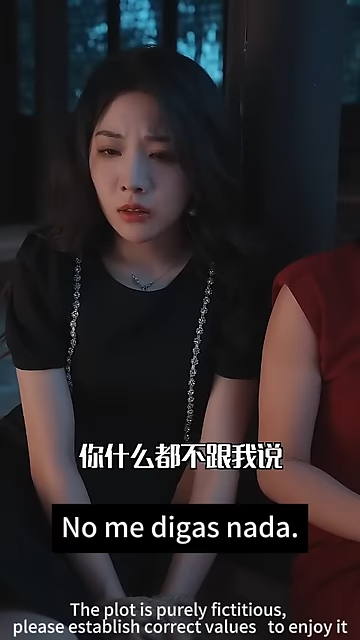 你什么都不跟我说
No me digas nada.
The plot is purely fictitious,
please establish correct values to enjoy it